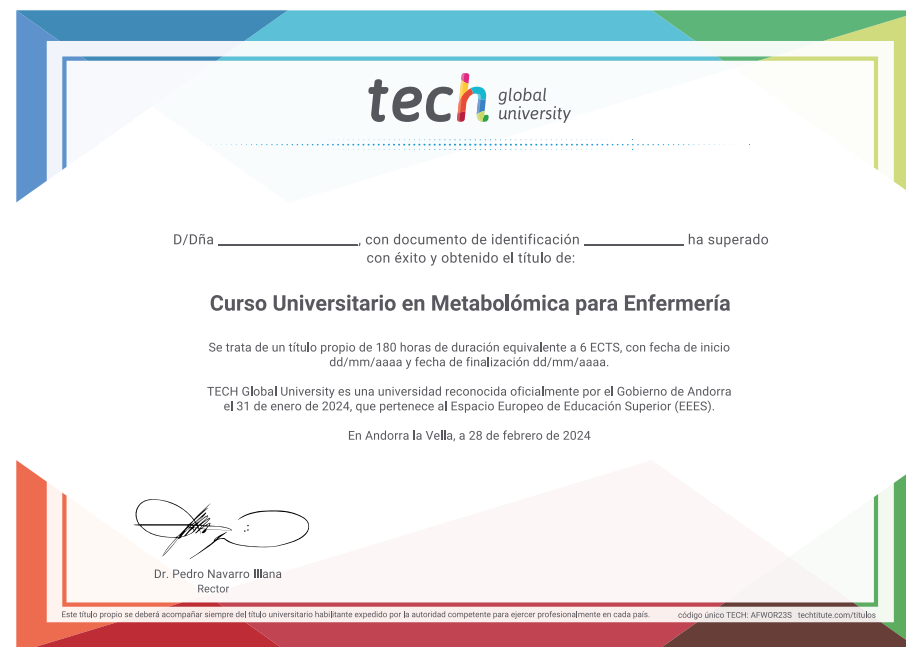 tech global university
D/Dña ____________________, con documento de identificación ______________ ha superado
con éxito y obtenido el título de:
Curso Universitario en Metabolómica para Enfermería
Se trata de un título propio de 180 horas de duración equivalente a 6 ECTS, con fecha de inicio
dd/mm/aaaa y fecha de finalización dd/mm/aaaa.
TECH Global University es una universidad reconocida oficialmente por el Gobierno de Andorra
el 31 de enero de 2024, que pertenece al Espacio Europeo de Educación Superior (EEES).
En Andorra la Vella, a 28 de febrero de 2024
Dr. Pedro Navarro Illana
Rector
Este título propio se deberá acompañar siempre del título universitario habilitante expedido por la autoridad competente para ejercer profesionalmente en cada país.
código único TECH: AFWOR23S techtitute.com/titulos